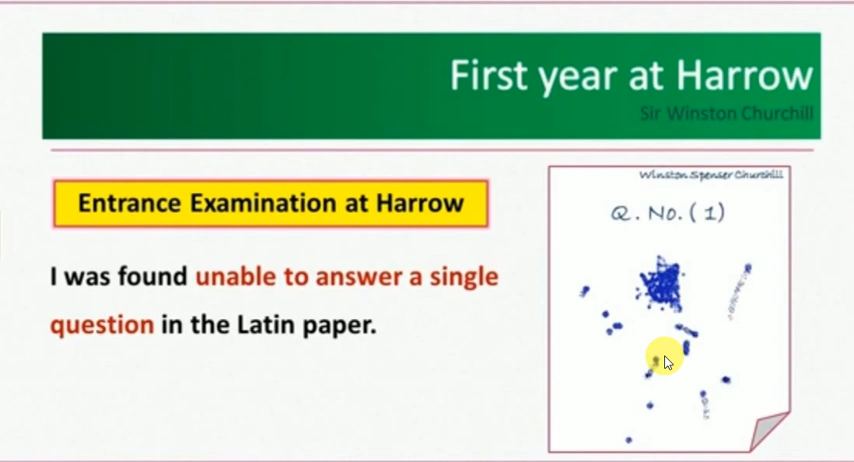 First year at Harrow
Sir Winston Churchill
Entrance Examination at Harrow
I was found unable to answer a single
question in the Latin paper.
Winston Spenser Churchill
Q. No. ( 1 )